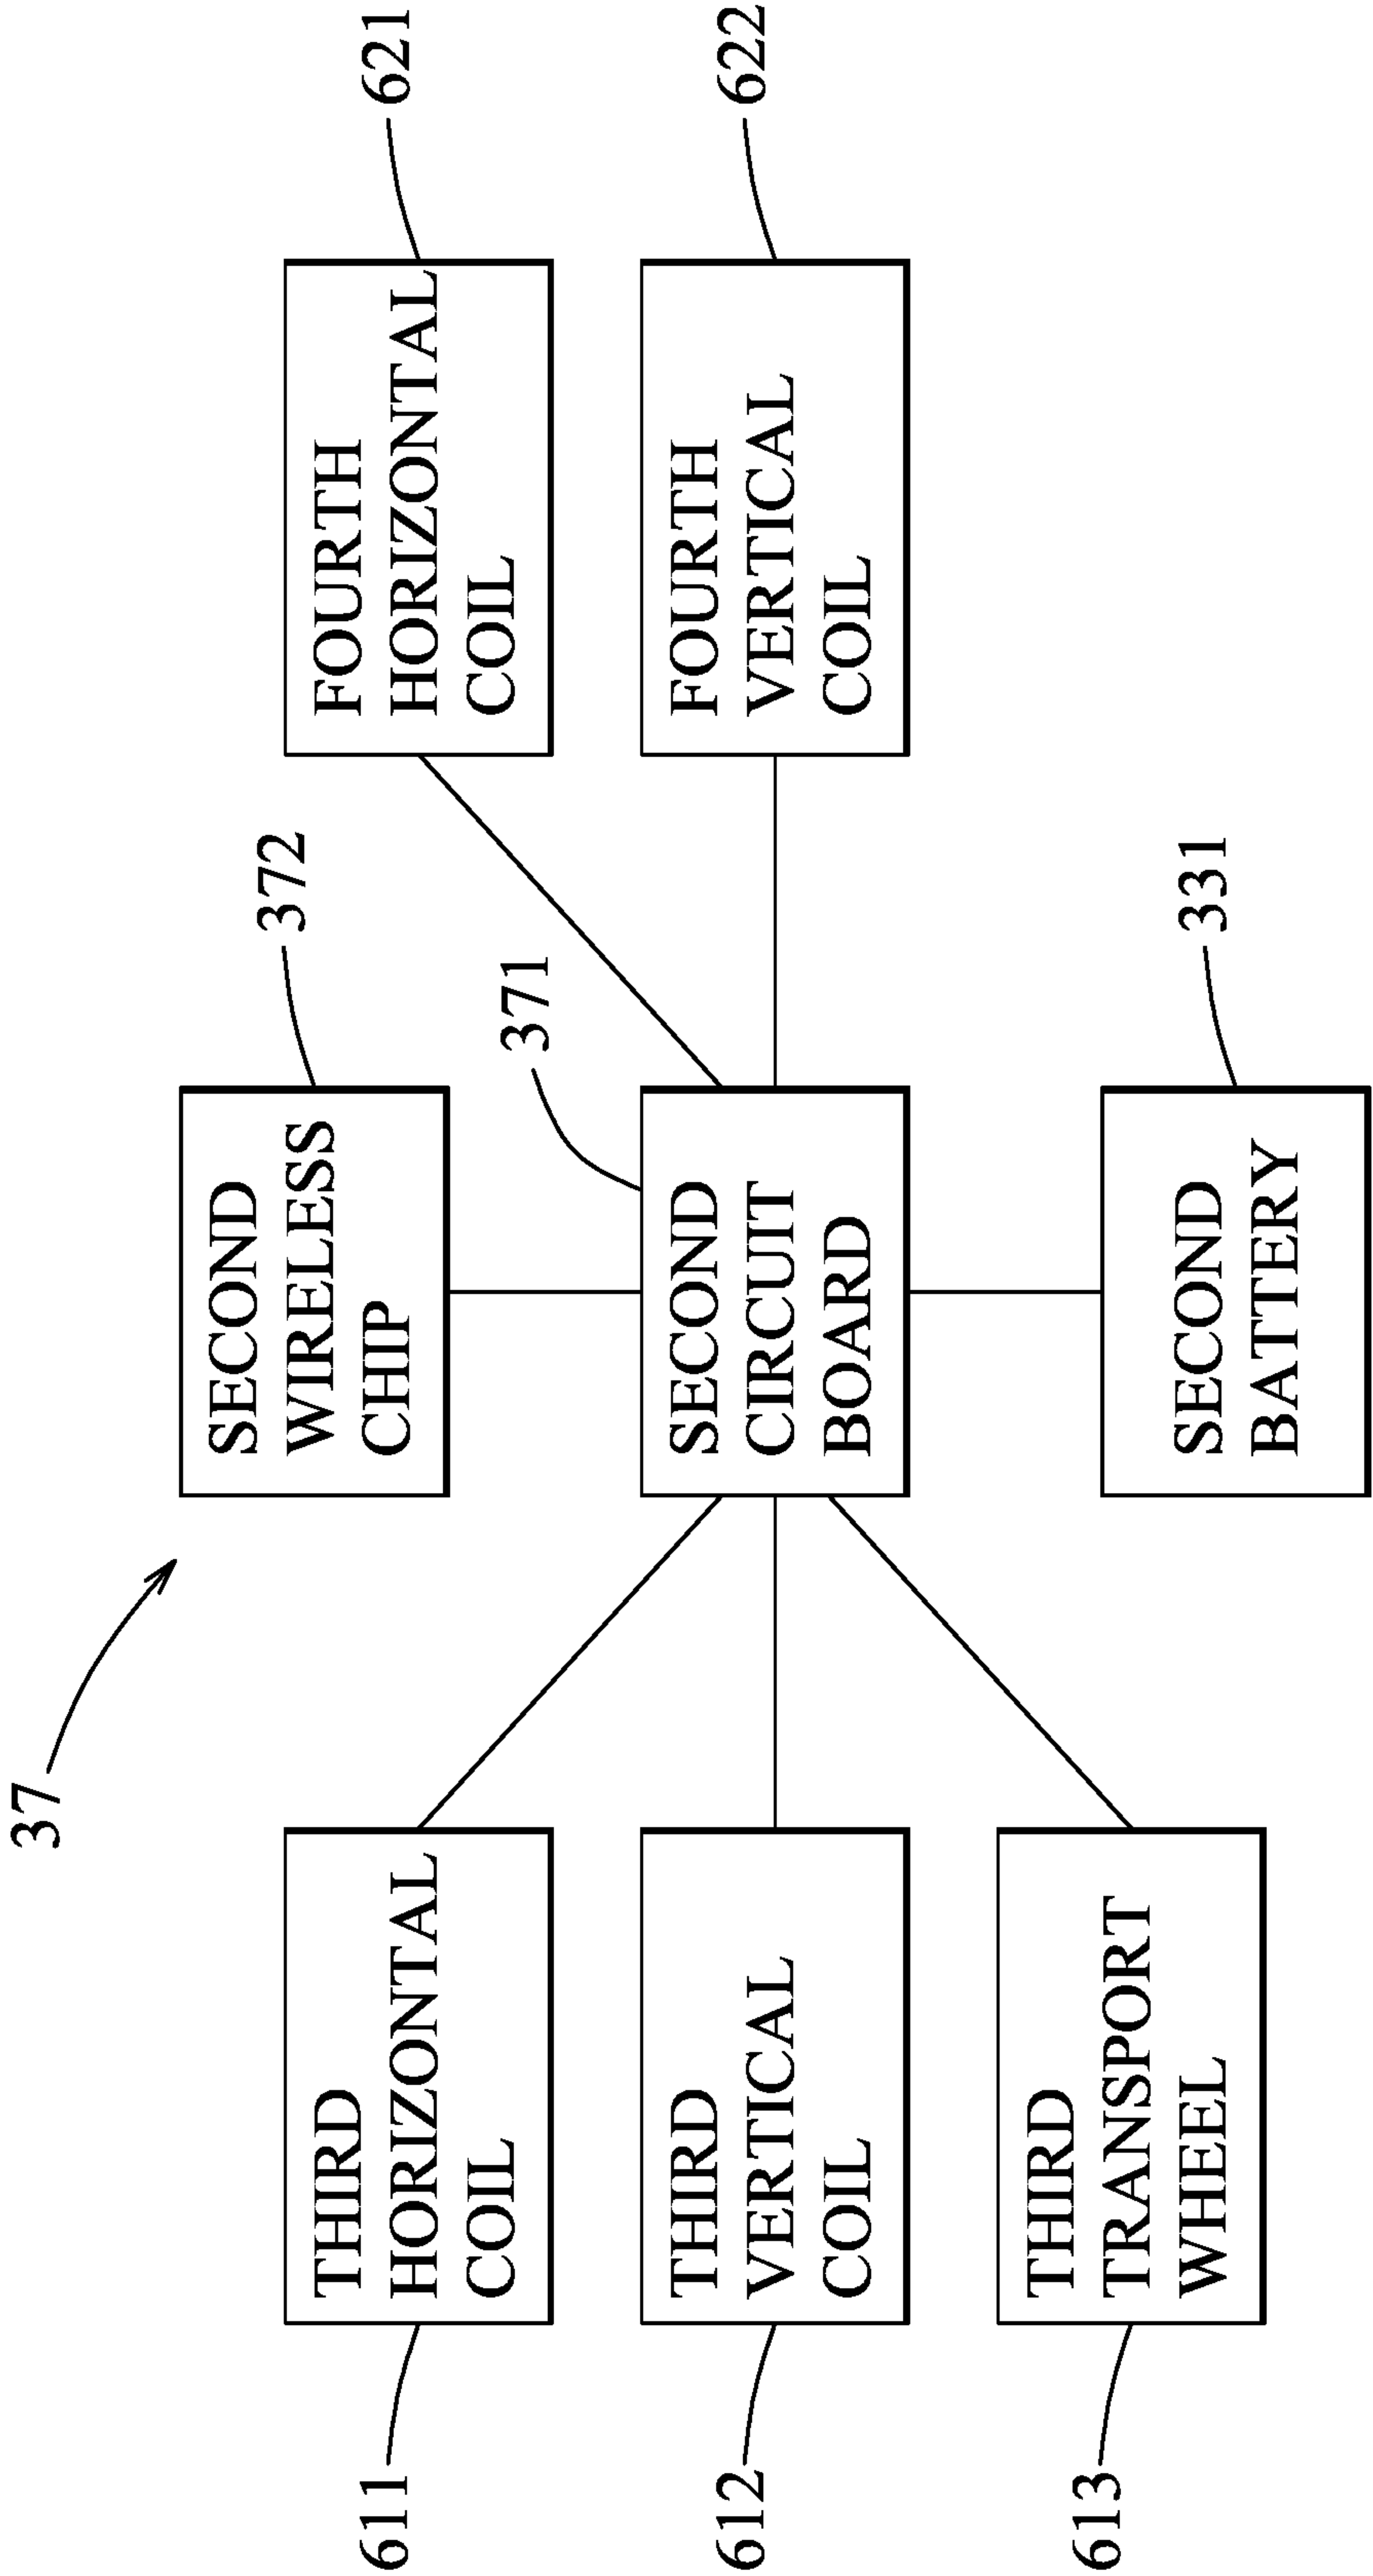 37
SECOND
WIRELESS
CHIP
372
THIRD
HORIZONTAL
COIL
611
FOURTH
HORIZONTAL
COIL
621
371
THIRD
VERTICAL
COIL
612
SECOND
CIRCUIT
BOARD
FOURTH
VERTICAL
COIL
622
THIRD
TRANSPORT
WHEEL
613
SECOND
BATTERY
331